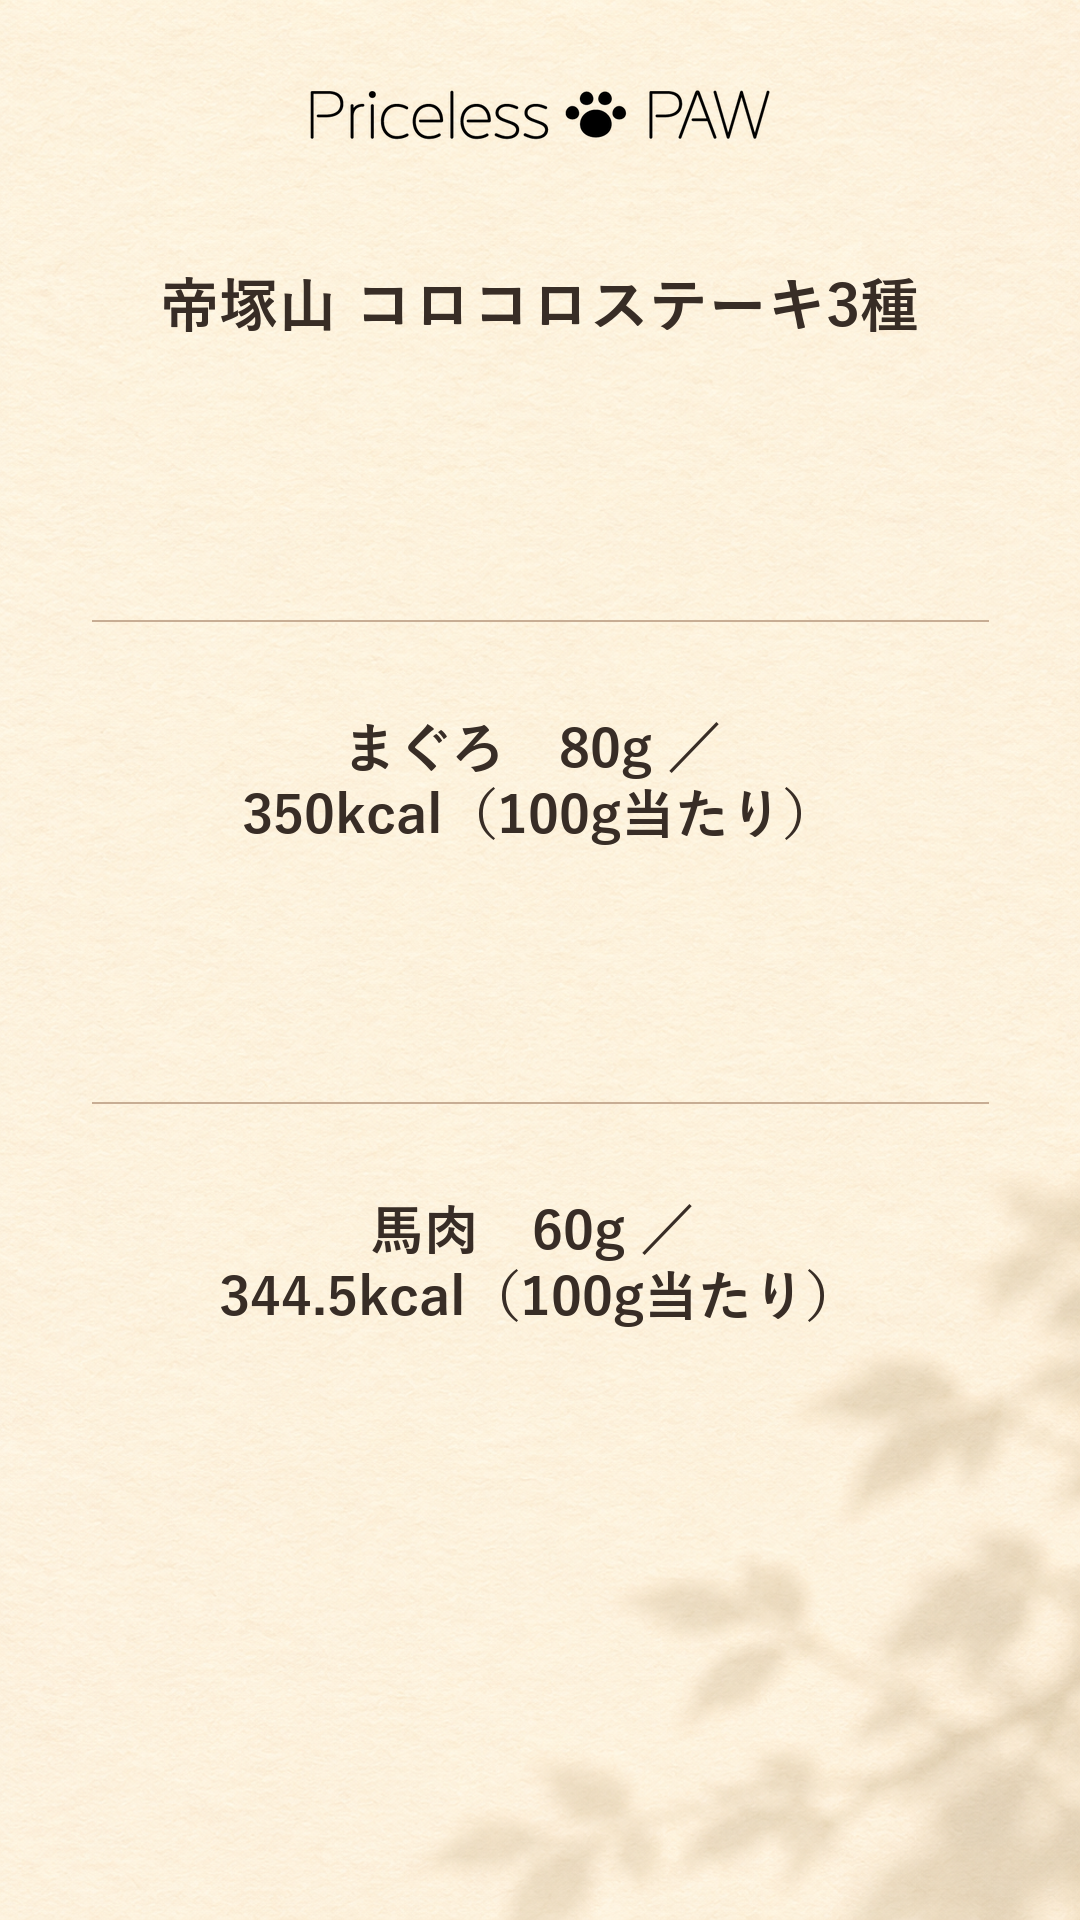 Priceless PAW
帝塚山 コロコロステーキ3種
まぐろ　80g ／
350kcal（100g当たり）
馬肉　60g ／
344.5kcal（100g当たり）